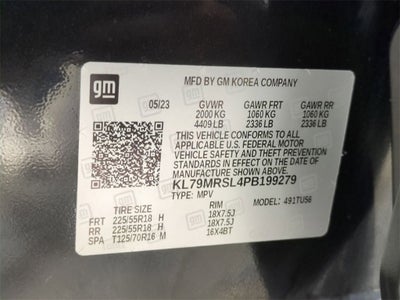 gm
MFD BY GM KOREA COMPANY
05/23 GVWR GAWR FRT GAWR RR
2000 KG 1060 KG 1060 KG
4409 LB 2336 LB 2336 LB
THIS VEHICLE CONFORMS TO ALL
APPLICABLE U.S. FEDERAL MOTOR
VEHICLE SAFETY, BUMPER, AND THEFT PREVENTION
STANDARDS IN EFFECT ON THE DATE OF
MANUFACTURE SHOWN ABOVE.
KL79MRSL4PB199279
TYPE: MPV MODEL: 491TU56
TIRE SIZE RIM
FRT 225/55R18 H 18X7.5J
RR 225/55R18 H 18X7.5J
SPA T125/70R16 M 16X4BT